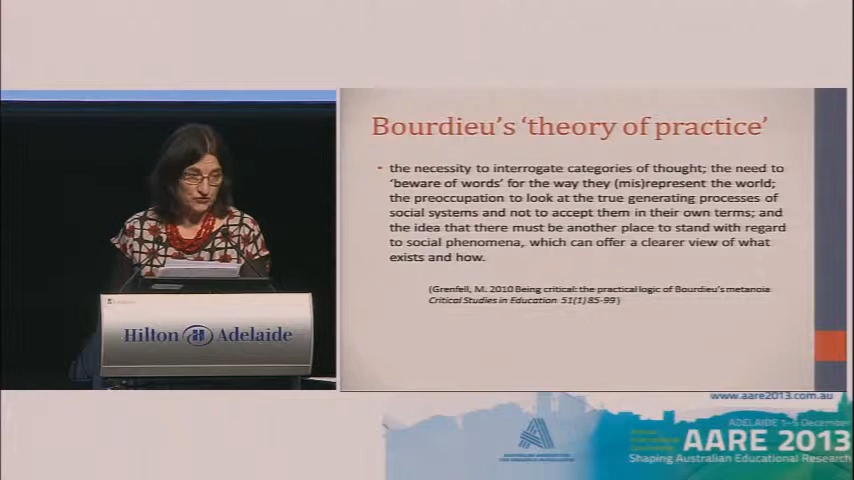 Bourdieu's 'theory of practice'
• the necessity to interrogate categories of thought; the need to
'beware of words' for the way they (mis)represent the world;
the preoccupation to look at the true generating processes of
social systems and not to accept them in their own terms; and
the idea that there must be another place to stand with regard
to social phenomena, which can offer a clearer view of what
exists and how.
(Grenfell, M. 2010 Being critical: the practical logic of Bourdieu's metanoia
Critical Studies in Education 51(1) 85-99)
Hilton H Adelaide
www.aare2013.com.au
ADELAIDE 1-5 December
AARE 2013
Shaping Australian Educational Research